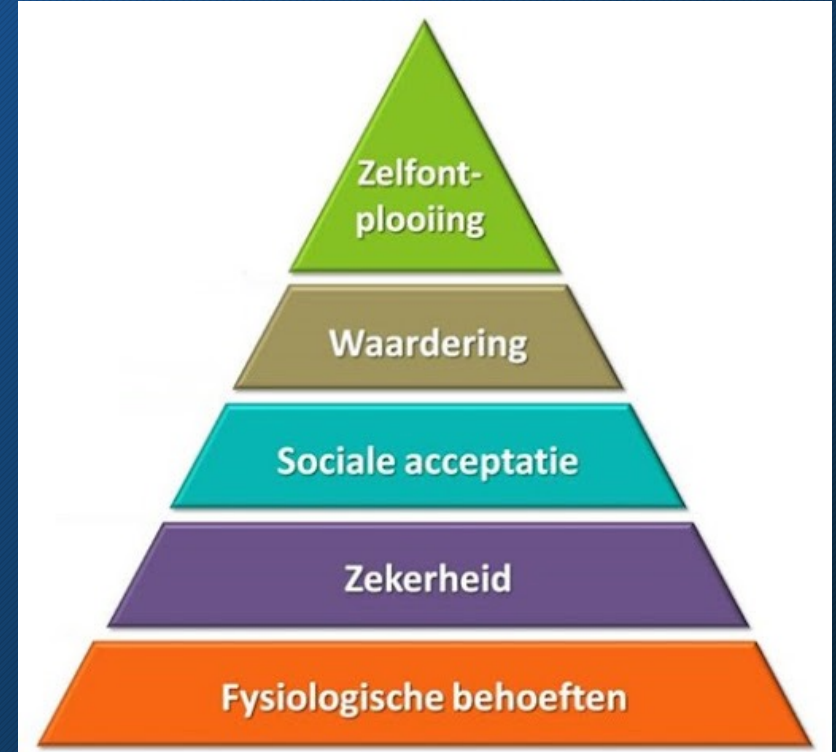 Zelfont-
plooiing
Waardering
Sociale acceptatie
Zekerheid
Fysiologische behoeften